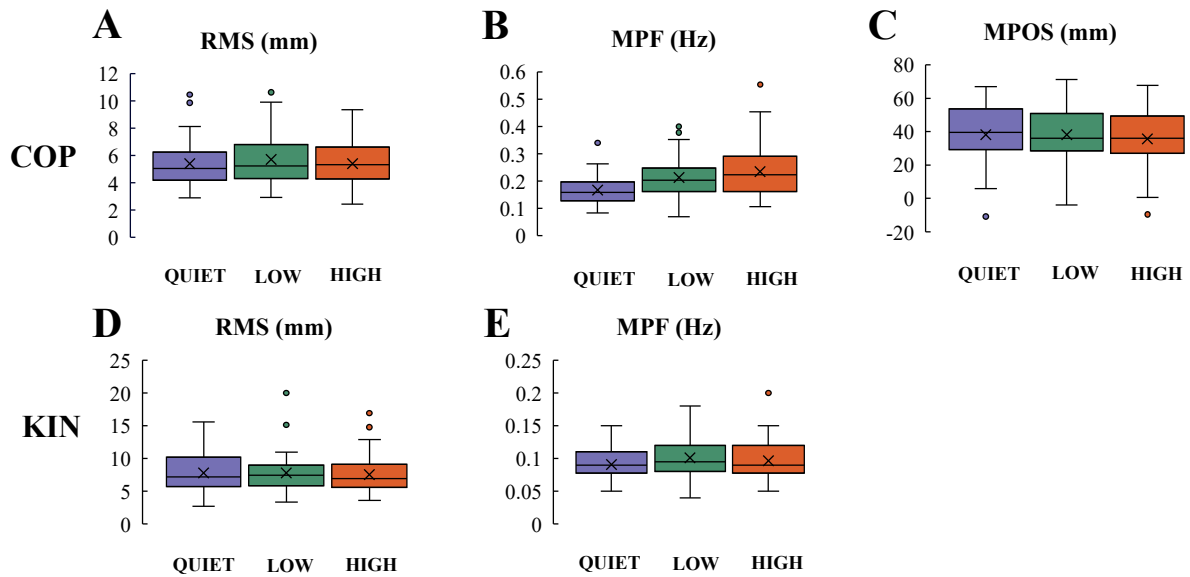 A
RMS (mm)
B
MPF (Hz)
C
MPOS (mm)
COP
12
10
8
6
4
2
0
0.6
0.5
0.4
0.3
0.2
0.1
0
80
60
40
20
0
-20
QUIET LOW HIGH
QUIET LOW HIGH
QUIET LOW HIGH
D
RMS (mm)
E
MPF (Hz)
KIN
25
20
15
10
5
0
0.25
0.2
0.15
0.1
0.05
0
QUIET LOW HIGH
QUIET LOW HIGH